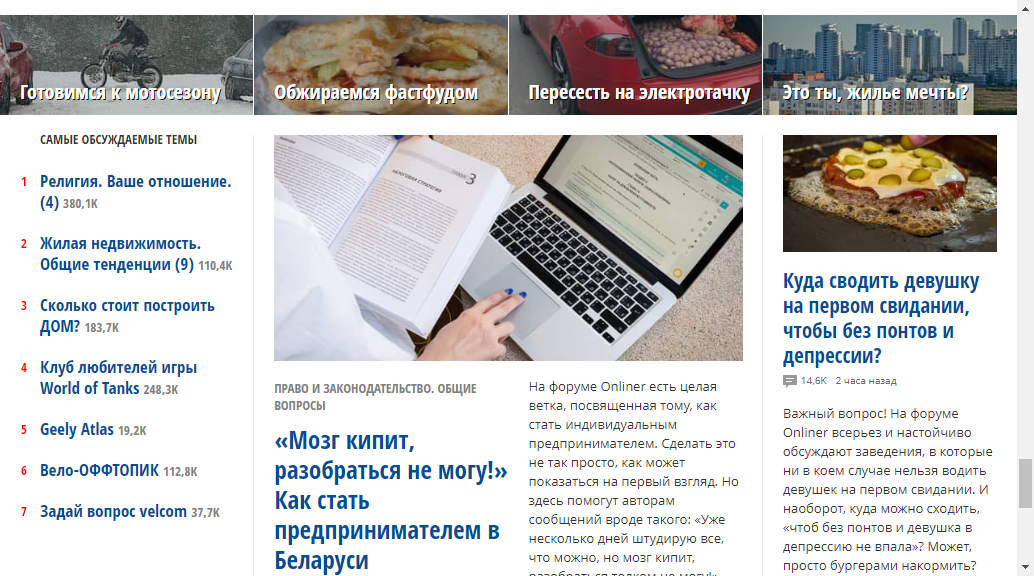 Готовимся к мотосезону
Обжираемся фастфудом
Пересесть на электротачку
Это ты, жилье мечты?
САМЫЕ ОБСУЖДАЕМЫЕ ТЕМЫ
1 Религия. Ваше отношение.
(4) 380,1K
2 Жилая недвижимость.
Общие тенденции (9) 110,4K
3 Сколько стоит построить
ДОМ? 183,7K
4 Клуб любителей игры
World of Tanks 248,3K
5 Geely Atlas 19,2K
6 Вело-ОФФТОПИК 112,8K
7 Задай вопрос velcom 37,7K
НАЛОГОВАЯ СТРАТЕГИЯ
ГЛАВА 3
ПРАВО И ЗАКОНОДАТЕЛЬСТВО. ОБЩИЕ
ВОПРОСЫ
«Мозг кипит,
разобраться не могу!»
Как стать
предпринимателем в
Беларуси
На форуме Onliner есть целая
ветка, посвященная тому, как
стать индивидуальным
предпринимателем. Сделать это
не так просто, как может
показаться на первый взгляд. Но
здесь помогут авторам
сообщений вроде такого: «Уже
несколько дней штудирую все,
что можно, но мозг кипит,
разобраться толком не могу!»
Куда сводить девушку
на первом свидании,
чтобы без понтов и
депрессии?
14,6K 2 часа назад
Важный вопрос! На форуме
Onliner всерьез и настойчиво
обсуждают заведения, в которые
ни в коем случае нельзя водить
девушек на первом свидании. И
наоборот, куда можно сходить,
«чтоб без понтов и девушка в
депрессию не впала»? Может,
просто бургерами накормить?